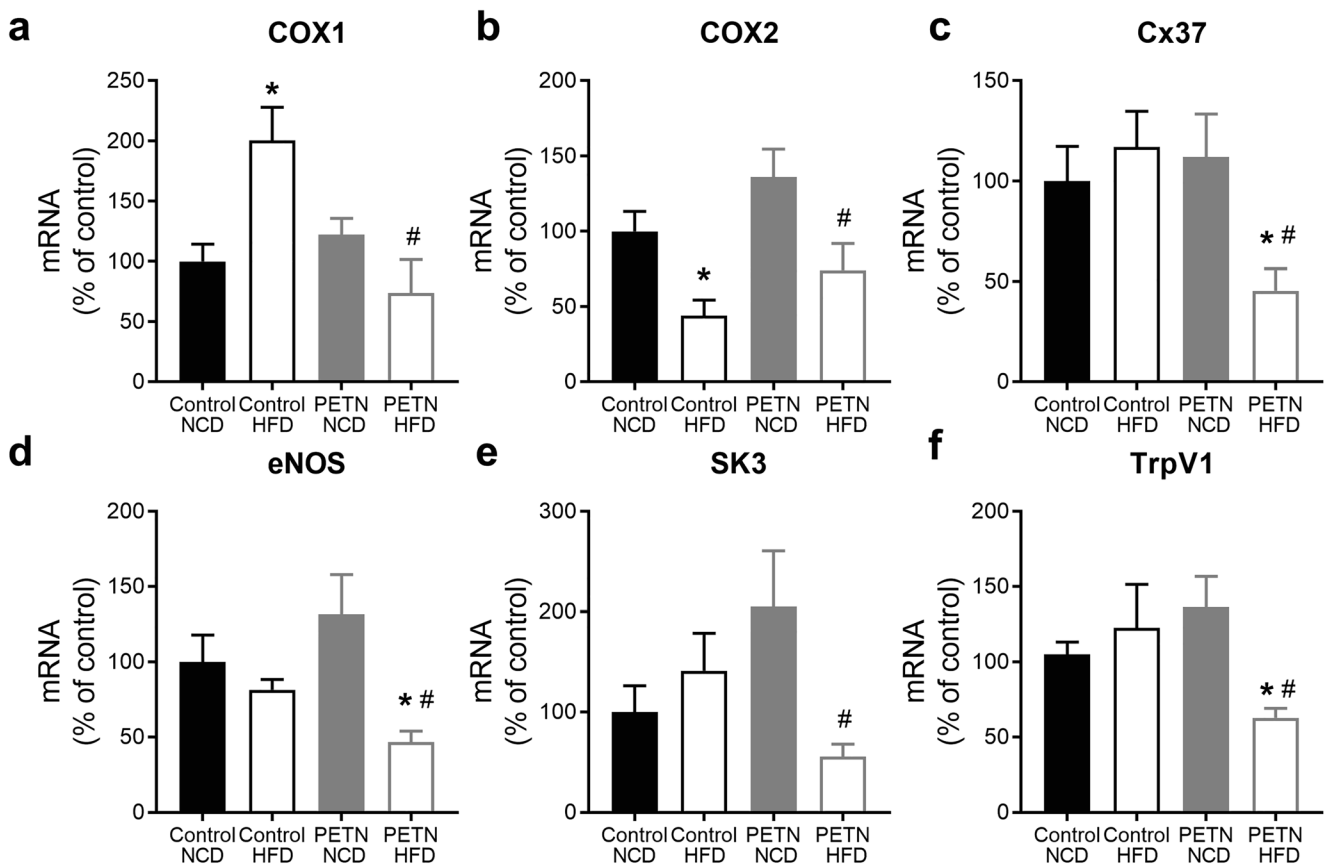 a
COX1
mRNA
(% of control)
250
200
150
100
50
0
*
#
Control
NCD
Control
HFD
PETN
NCD
PETN
HFD
b
COX2
mRNA
(% of control)
200
150
100
50
0
*
#
Control
NCD
Control
HFD
PETN
NCD
PETN
HFD
c
Cx37
mRNA
(% of control)
150
100
50
0
* #
Control
NCD
Control
HFD
PETN
NCD
PETN
HFD
d
eNOS
mRNA
(% of control)
200
150
100
50
0
* #
Control
NCD
Control
HFD
PETN
NCD
PETN
HFD
e
SK3
mRNA
(% of control)
300
200
100
0
#
Control
NCD
Control
HFD
PETN
NCD
PETN
HFD
f
TrpV1
mRNA
(% of control)
200
150
100
50
0
* #
Control
NCD
Control
HFD
PETN
NCD
PETN
HFD